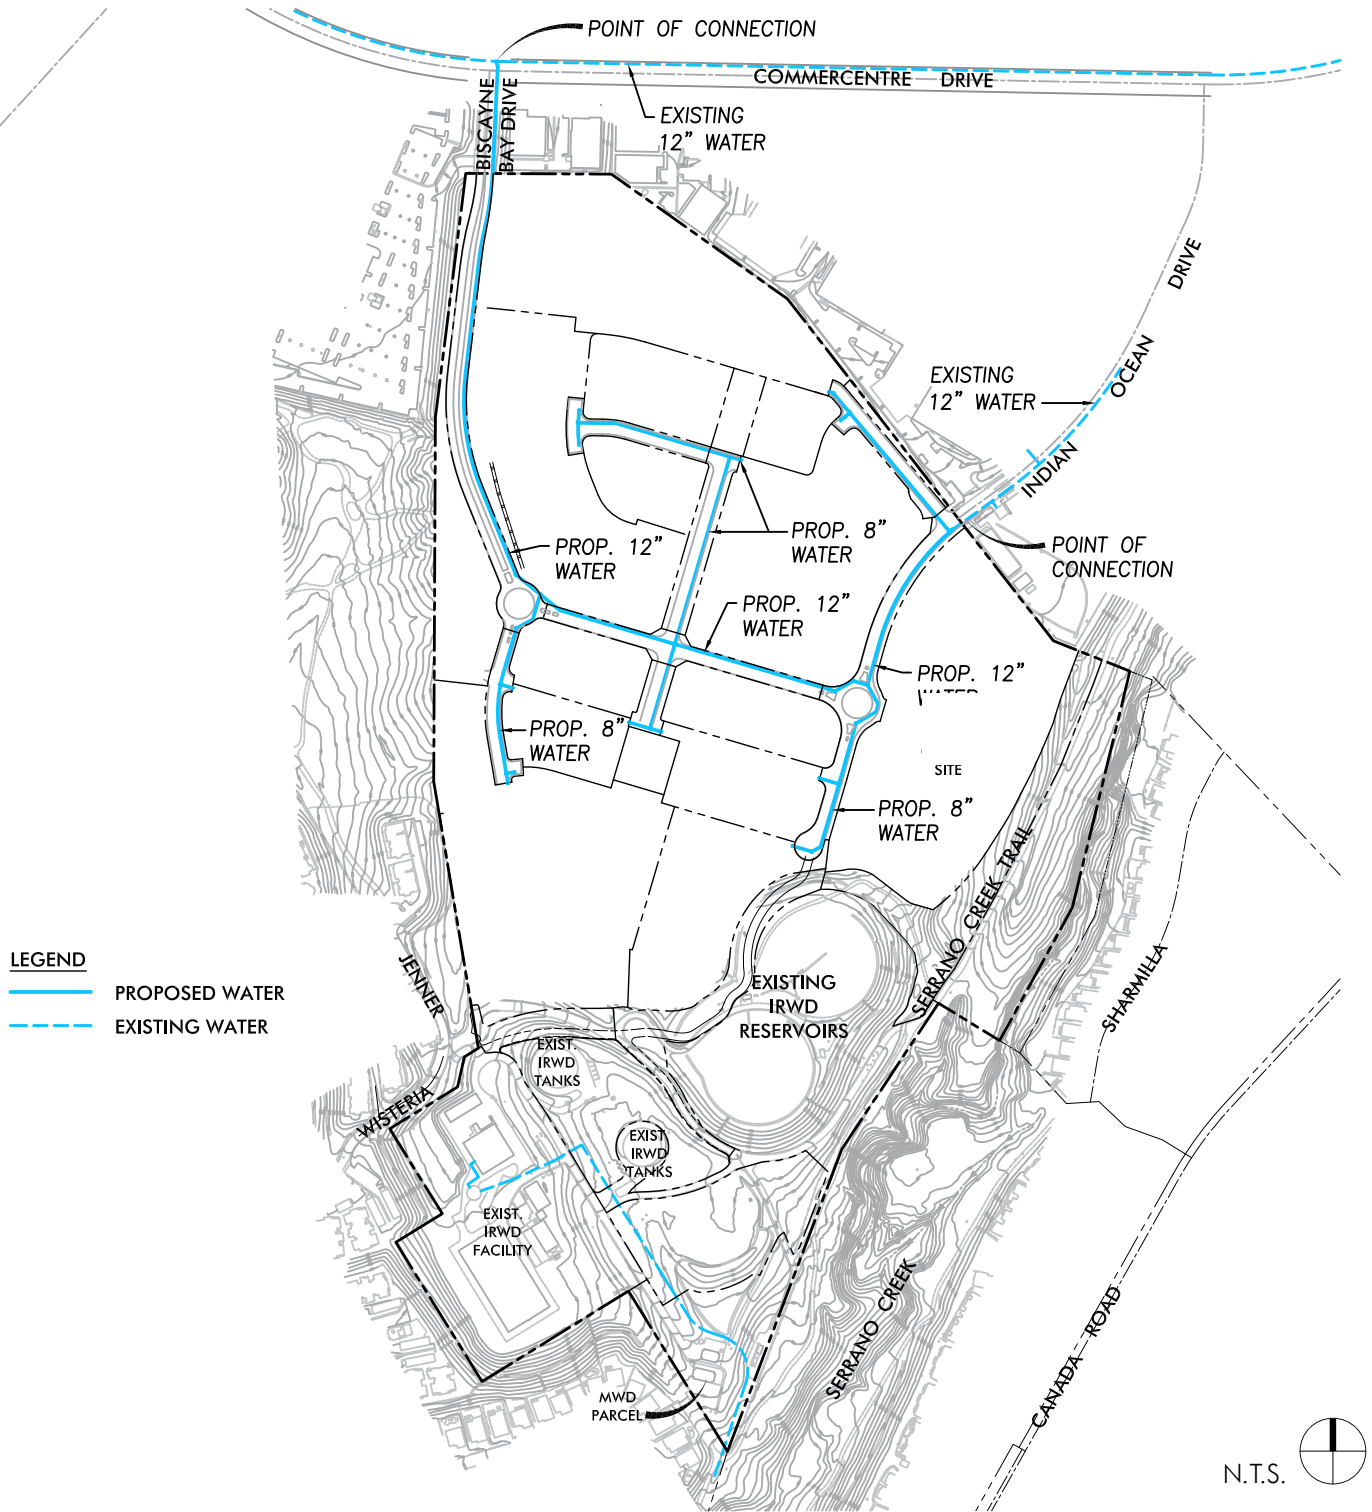 POINT OF CONNECTION
COMMERCENTRE DRIVE
BISCAYNE
BAY DRIVE
EXISTING
12" WATER
DRIVE
OCEAN
INDIAN
EXISTING
12" WATER
PROP. 12"
WATER
PROP. 8"
WATER
POINT OF
CONNECTION
PROP. 12"
WATER
PROP. 12"
PROP. 8"
WATER
SITE
PROP. 8"
WATER
SERRANO CREEK TRAIL
SHARMILLA
LEGEND
PROPOSED WATER
EXISTING WATER
JENNER
EXISTING
IRWD
RESERVOIRS
EXIST.
IRWD
TANKS
WISTERIA
EXIST.
IRWD
TANKS
EXIST.
IRWD
FACILITY
SERRANO CREEK
CANADA ROAD
MWD
PARCEL
N.T.S.